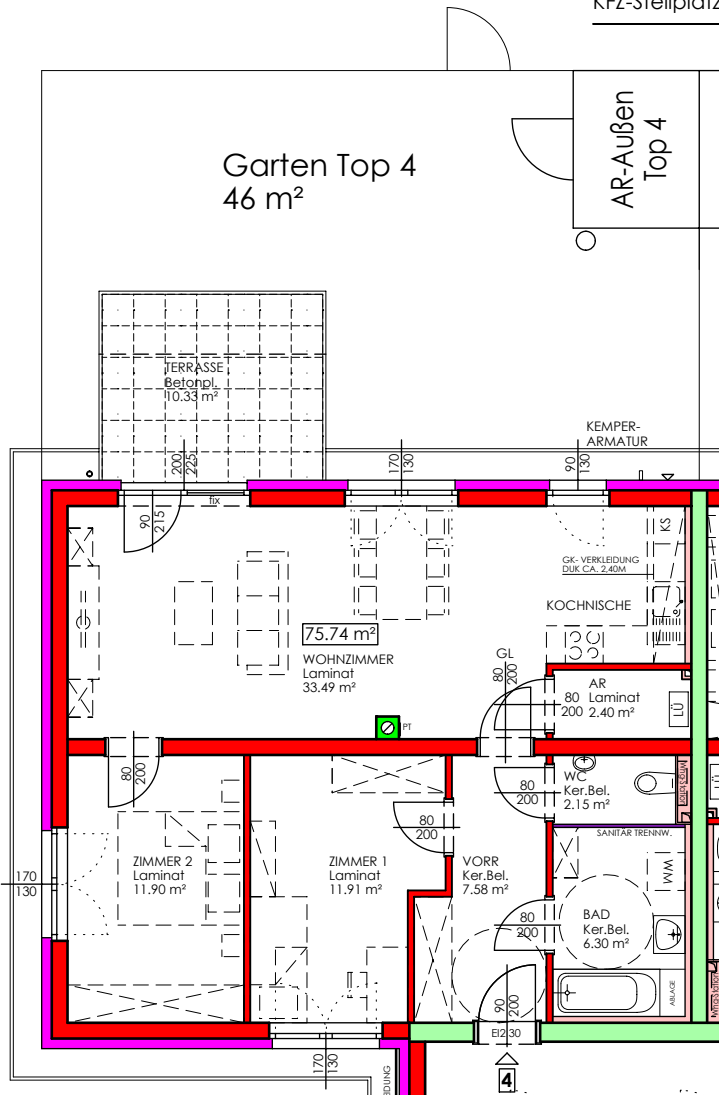 KFZ-Stellplatz
AR-Außen
Top 4
Garten Top 4
46 m²
TERRASSE
Betonpl.
10.33 m²
KEMPER-
ARMATUR
200
225
170
130
90
130
fix
90
215
KS
GK- VERKLEIDUNG
DUK CA. 2,40M
KOCHNISCHE
75.74 m²
WOHNZIMMER
Laminat
33.49 m²
GL
80
200
AR
Laminat
2.40 m²
80
200
LÜ
PT
80
200
WC
Ker.Bel.
2.15 m²
80
200
SANITÄR TRENNW.
80
200
170
130
ZIMMER 2
Laminat
11.90 m²
ZIMMER 1
Laminat
11.91 m²
VORR
Ker.Bel.
7.58 m²
WM
80
200
BAD
Ker.Bel.
6.30 m²
ABLAGE
90
200
EI230
170
130
4